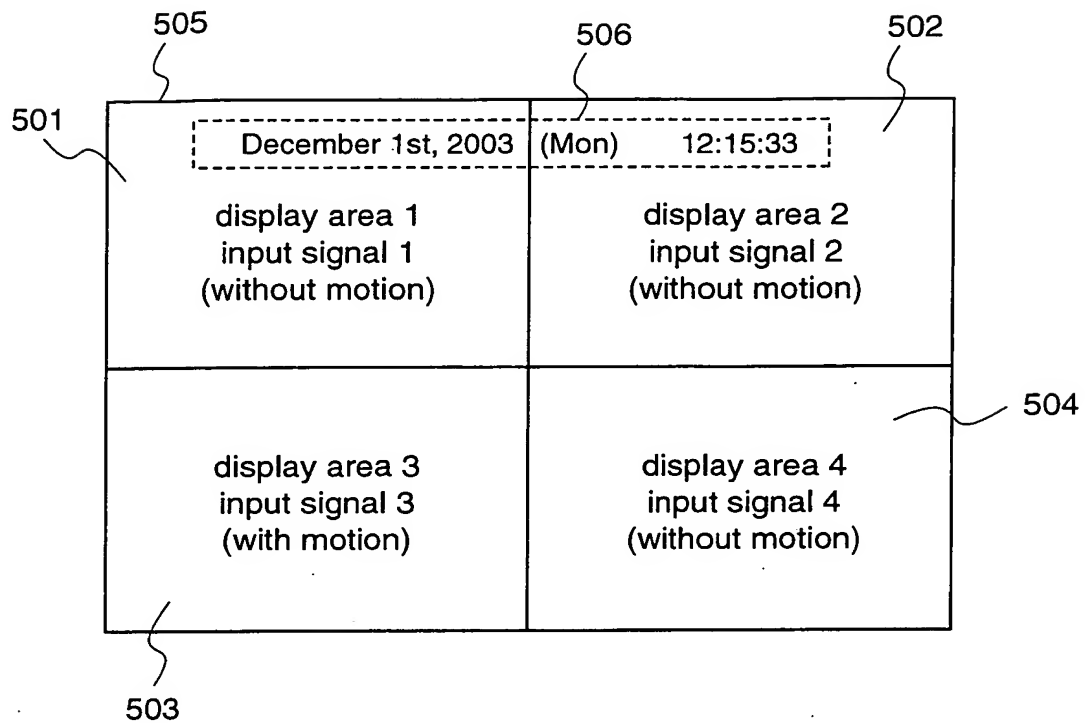 505
506
502
501
December 1st, 2003 (Mon) 12:15:33
display area 1
input signal 1
(without motion)
display area 2
input signal 2
(without motion)
504
display area 3
input signal 3
(with motion)
display area 4
input signal 4
(without motion)
503